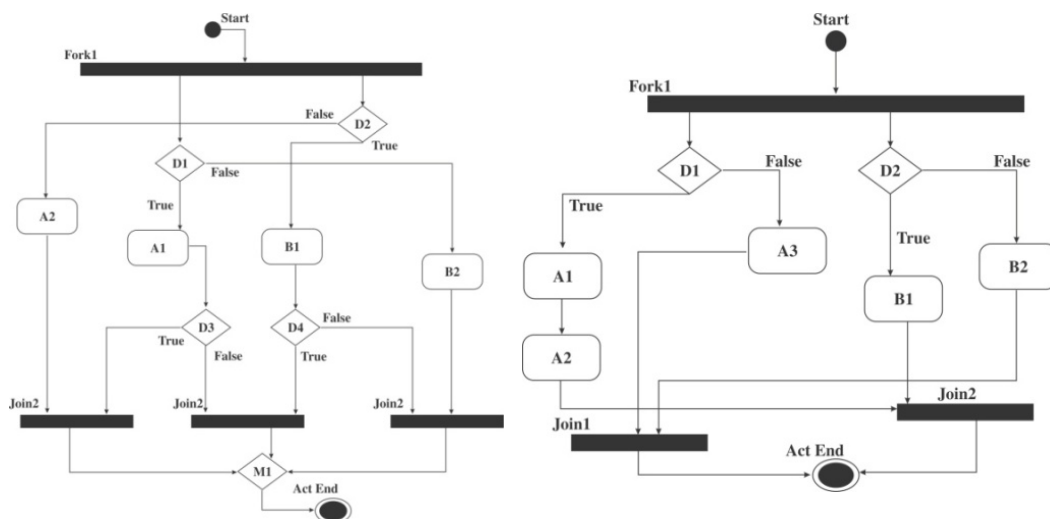 Start
Fork1
False
D2
True
D1
False
True
A2
A1
B1
B2
D3
True
False
D4
False
True
Join2
Join2
Join2
M1
Act End
Start
Fork1
D1
False
True
D2
False
True
A3
A1
B2
B1
A2
Join2
Join1
Act End